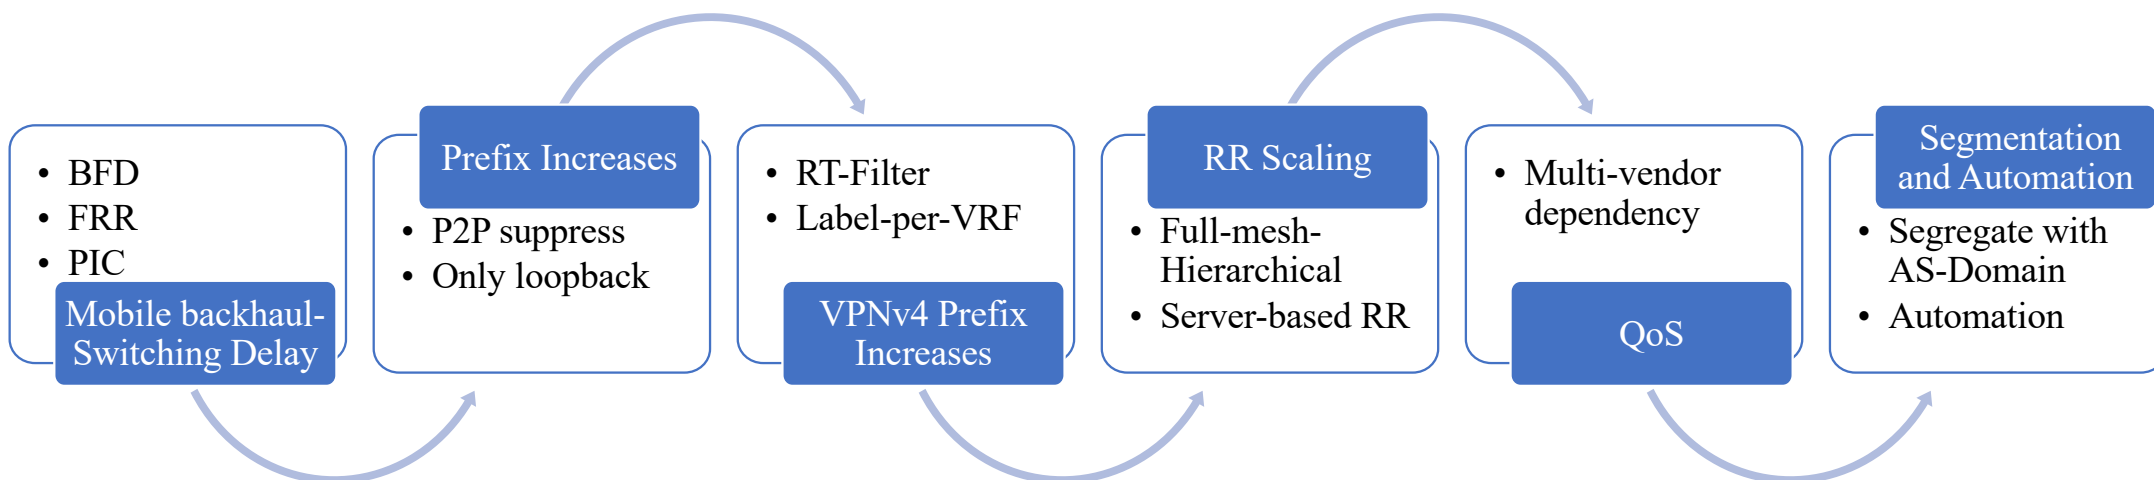 • BFD
• FRR
• PIC
Mobile backhaul-
Switching Delay
Prefix Increases
• P2P suppress
• Only loopback
• RT-Filter
• Label-per-VRF
VPNv4 Prefix
Increases
RR Scaling
• Full-mesh-
Hierarchical
• Server-based RR
• Multi-vendor
dependency
QoS
Segmentation
and Automation
• Segregate with
AS-Domain
• Automation